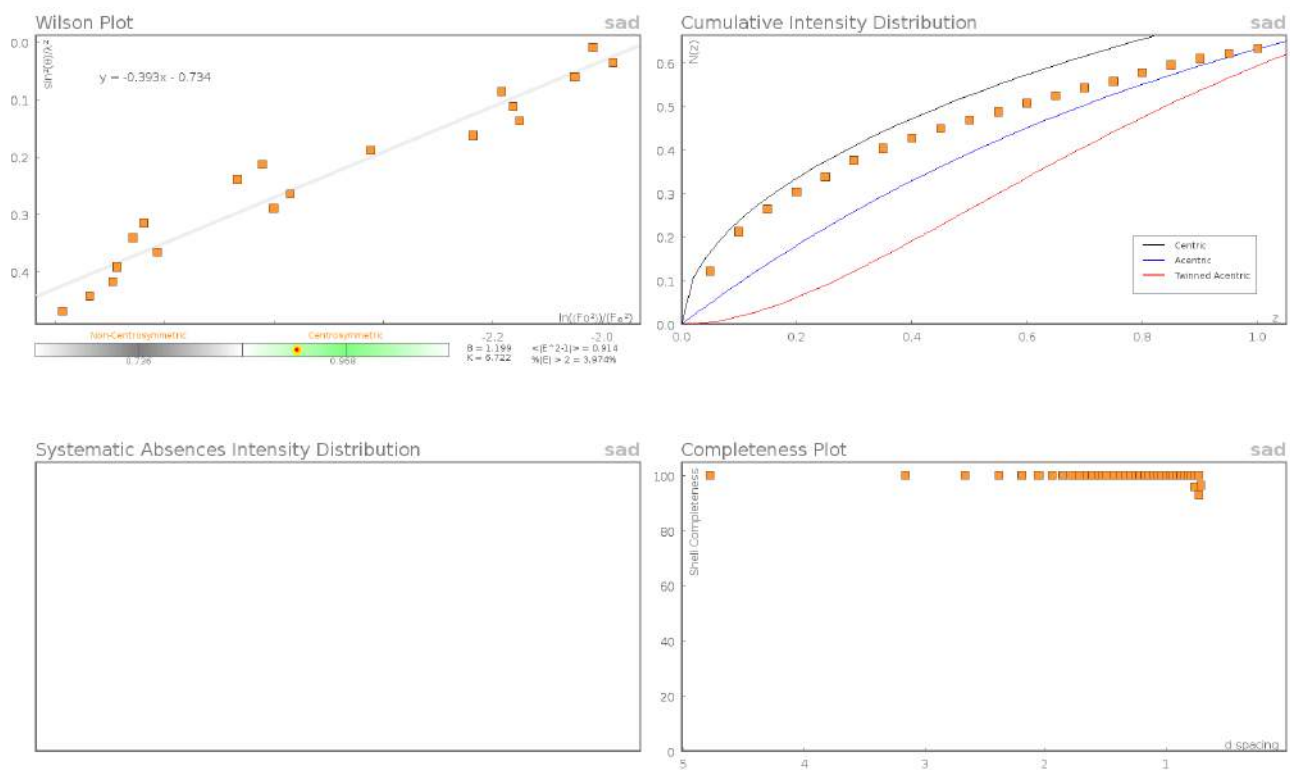 Wilson Plot sad
0.0
0.1
0.2
0.3
0.4
sin²(θ)/λ²
y = -0.393x - 0.734
ln(⟨Fo²⟩)/(Fe²)
-2.2 -2.0
Non-Centrosymmetric Centrosymmetric
0.736 0.968
B = 1.199 <|E^2-1|> = 0.914
K = 6.722 %|E| > 2 = 3.974%
Cumulative Intensity Distribution sad
N(z)
0.6
0.5
0.4
0.3
0.2
0.1
0.0
Centric
Acentric
Twinned Acentric
z
0.0 0.2 0.4 0.6 0.8 1.0
Systematic Absences Intensity Distribution sad
Completeness Plot sad
Shell Completeness
100
80
60
40
20
0
d spacing
5 4 3 2 1